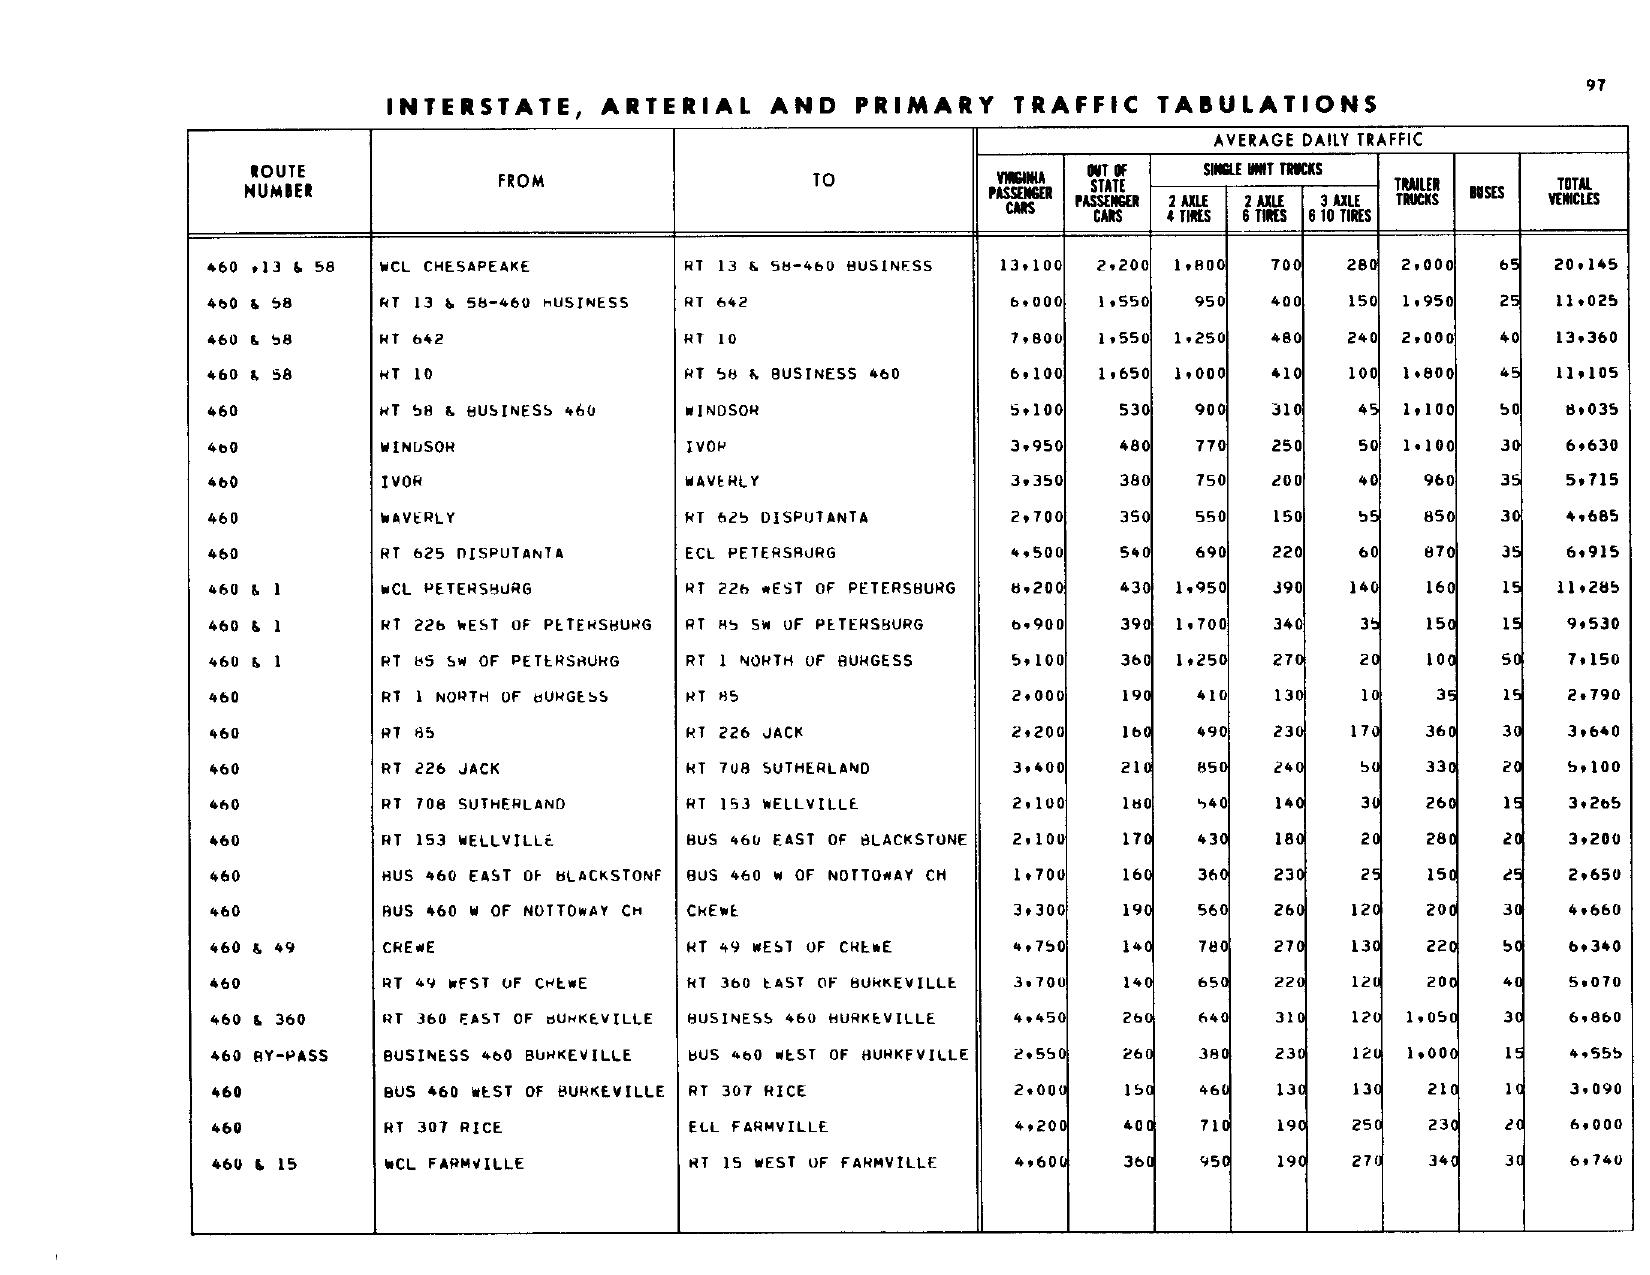 97
INTERSTATE, ARTERIAL AND PRIMARY TRAFFIC TABULATIONS
ROUTE NUMBER FROM TO AVERAGE DAILY TRAFFIC
VIRGINIA PASSENGER CARS OUT OF STATE PASSENGER CARS SINGLE UNIT TRUCKS 2 AXLE 4 TIRES 2 AXLE 6 TIRES 3 AXLE 6 10 TIRES TRAILER TRUCKS BUSES TOTAL VEHICLES
460 ,13 & 58 WCL CHESAPEAKE RT 13 & 58-460 BUSINESS 13,100 2,200 1,800 700 280 2,000 65 20,145
460 & 58 RT 13 & 58-460 BUSINESS RT 642 6,000 1,550 950 400 150 1,950 25 11,025
460 & 58 RT 642 RT 10 7,800 1,550 1,250 480 240 2,000 40 13,360
460 & 58 RT 10 RT 58 & BUSINESS 460 6,100 1,650 1,000 410 100 1,800 45 11,105
460 RT 58 & BUSINESS 460 WINDSOR 5,100 530 900 310 45 1,100 50 8,035
460 WINDSOR IVOR 3,950 480 770 250 50 1,100 30 6,630
460 IVOR WAVERLY 3,350 380 750 200 40 960 35 5,715
460 WAVERLY RT 625 DISPUTANTA 2,700 350 550 150 55 850 30 4,685
460 RT 625 DISPUTANTA ECL PETERSBURG 4,500 540 690 220 60 870 35 6,915
460 & 1 WCL PETERSBURG RT 226 WEST OF PETERSBURG 8,200 430 1,950 390 140 160 15 11,285
460 & 1 RT 226 WEST OF PETERSBURG RT 85 SW OF PETERSBURG 6,900 390 1,700 340 35 150 15 9,530
460 & 1 RT 85 SW OF PETERSBURG RT 1 NORTH OF BURGESS 5,100 360 1,250 270 20 100 50 7,150
460 RT 1 NORTH OF BURGESS RT 85 2,000 190 410 130 10 35 15 2,790
460 RT 85 RT 226 JACK 2,200 160 490 230 170 360 30 3,640
460 RT 226 JACK RT 708 SUTHERLAND 3,400 210 850 240 50 330 20 5,100
460 RT 708 SUTHERLAND RT 153 WELLVILLE 2,100 180 540 140 30 260 15 3,265
460 RT 153 WELLVILLE BUS 460 EAST OF BLACKSTONE 2,100 170 430 180 20 280 20 3,200
460 BUS 460 EAST OF BLACKSTONE BUS 460 W OF NOTTOWAY CH 1,700 160 360 230 25 150 25 2,650
460 BUS 460 W OF NOTTOWAY CH CREWE 3,300 190 560 260 120 200 30 4,660
460 & 49 CREWE RT 49 WEST OF CREWE 4,750 140 780 270 130 220 50 6,340
460 RT 49 WEST OF CREWE RT 360 EAST OF BURKEVILLE 3,700 140 650 220 120 200 40 5,070
460 & 360 RT 360 EAST OF BURKEVILLE BUSINESS 460 BURKEVILLE 4,450 260 640 310 120 1,050 30 6,860
460 BY-PASS BUSINESS 460 BURKEVILLE BUS 460 WEST OF BURKEVILLE 2,550 260 380 230 120 1,000 15 4,555
460 BUS 460 WEST OF BURKEVILLE RT 307 RICE 2,000 150 460 130 130 210 10 3,090
460 RT 307 RICE ECL FARMVILLE 4,200 400 710 190 250 230 20 6,000
460 & 15 WCL FARMVILLE RT 15 WEST OF FARMVILLE 4,600 360 950 190 270 340 30 6,740